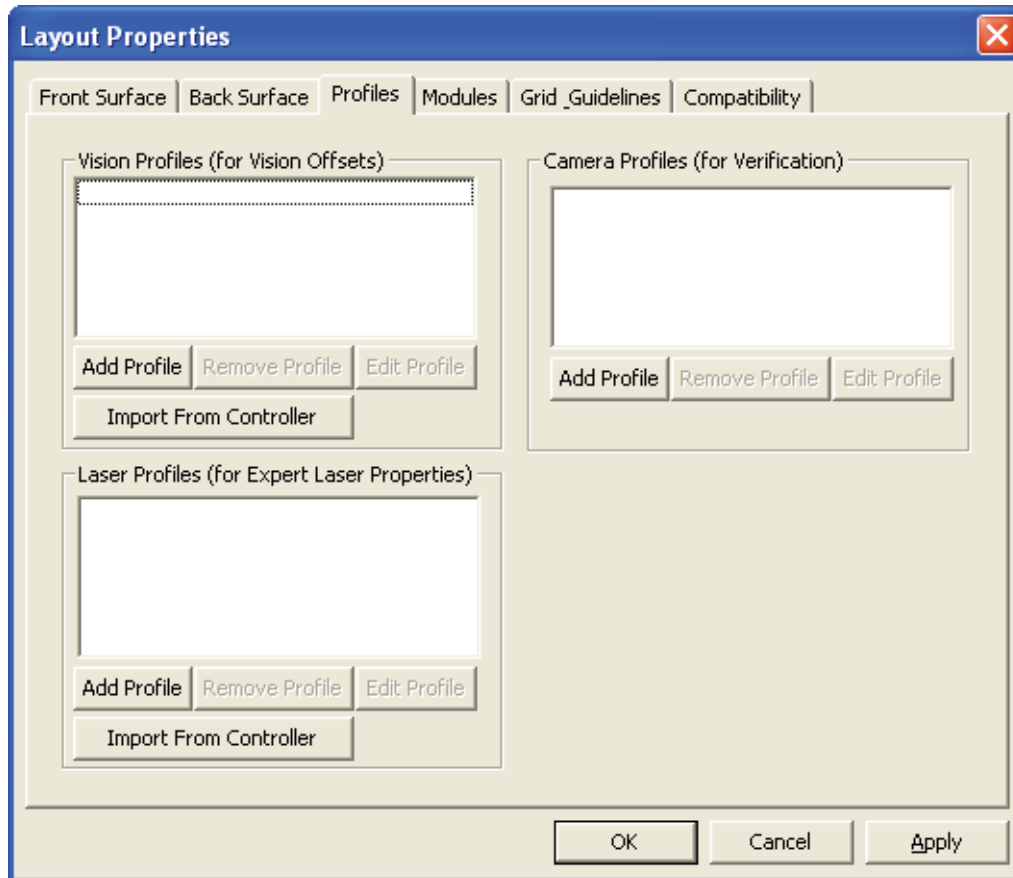 Layout Properties
Front Surface Back Surface Profiles Modules Grid _Guidelines Compatibility
Vision Profiles (for Vision Offsets)
Add Profile Remove Profile Edit Profile
Import From Controller
Camera Profiles (for Verification)
Add Profile Remove Profile Edit Profile
Laser Profiles (for Expert Laser Properties)
Add Profile Remove Profile Edit Profile
Import From Controller
OK Cancel Apply